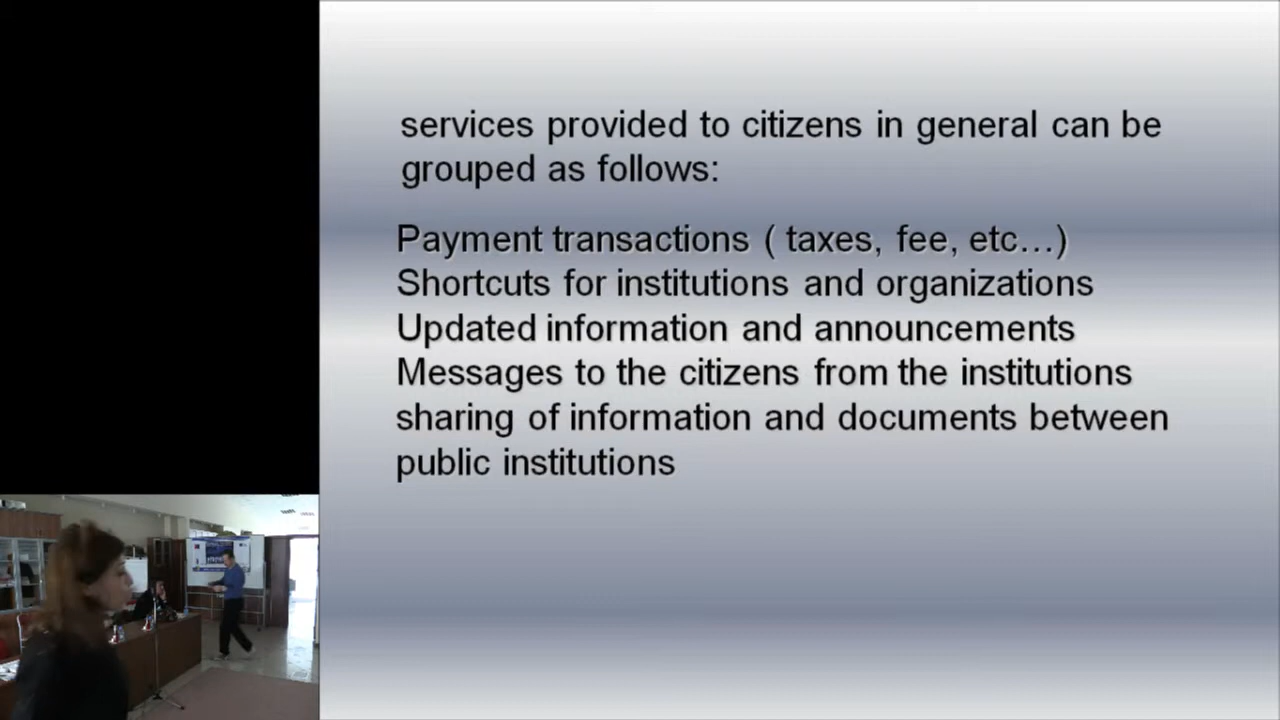 services provided to citizens in general can be
grouped as follows:
Payment transactions ( taxes, fee, etc…)
Shortcuts for institutions and organizations
Updated information and announcements
Messages to the citizens from the institutions
sharing of information and documents between
public institutions